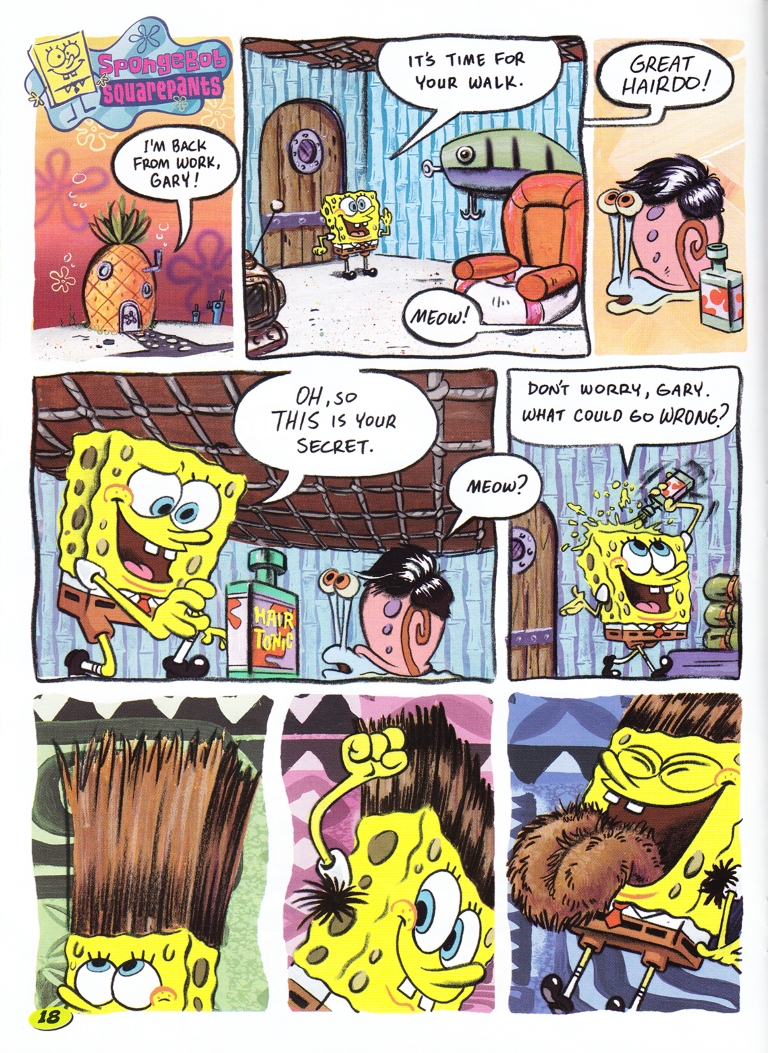 SpongeBob
SquarePants
I'M BACK
FROM WORK,
GARY!
IT'S TIME FOR
YOUR WALK.
MEOW!
GREAT
HAIRDO!
OH, SO
THIS IS YOUR
SECRET.
MEOW?
HAIR
TONIC
DON'T WORRY, GARY.
WHAT COULD GO WRONG?
18